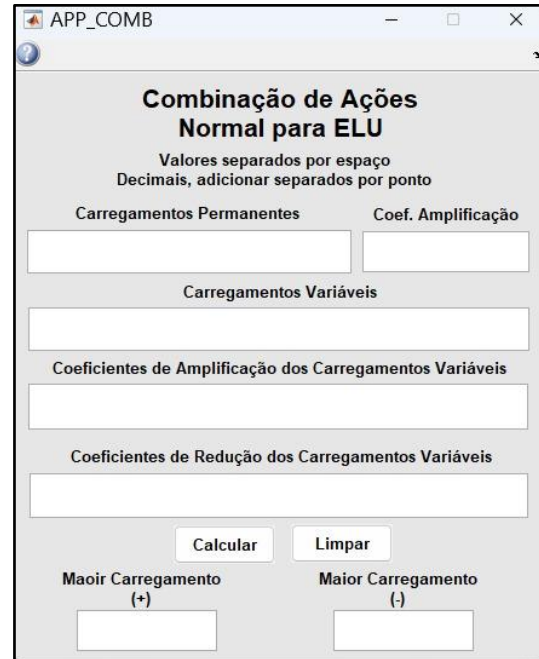 APP_COMB
Combinação de Ações
Normal para ELU
Valores separados por espaço
Decimais, adicionar separados por ponto
Carregamentos Permanentes
Coef. Amplificação
Carregamentos Variáveis
Coeficientes de Amplificação dos Carregamentos Variáveis
Coeficientes de Redução dos Carregamentos Variáveis
Calcular
Limpar
Maoir Carregamento
(+)
Maior Carregamento
(-)